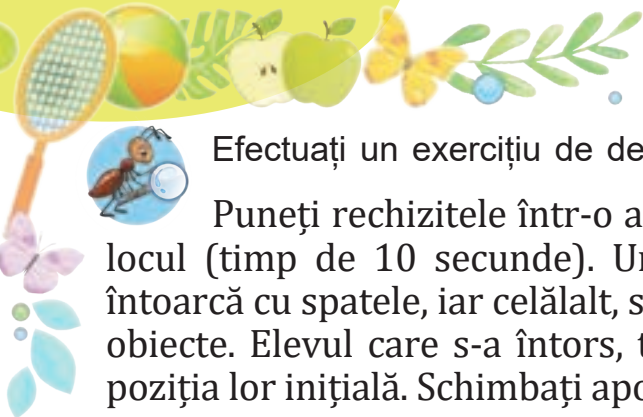 Efectuați un exercițiu de de
Puneți rechizitele într-o a
locul (timp de 10 secunde). Un
întoarcă cu spatele, iar celălalt, s
obiecte. Elevul care s-a întors, t
poziția lor inițială. Schimbați apo